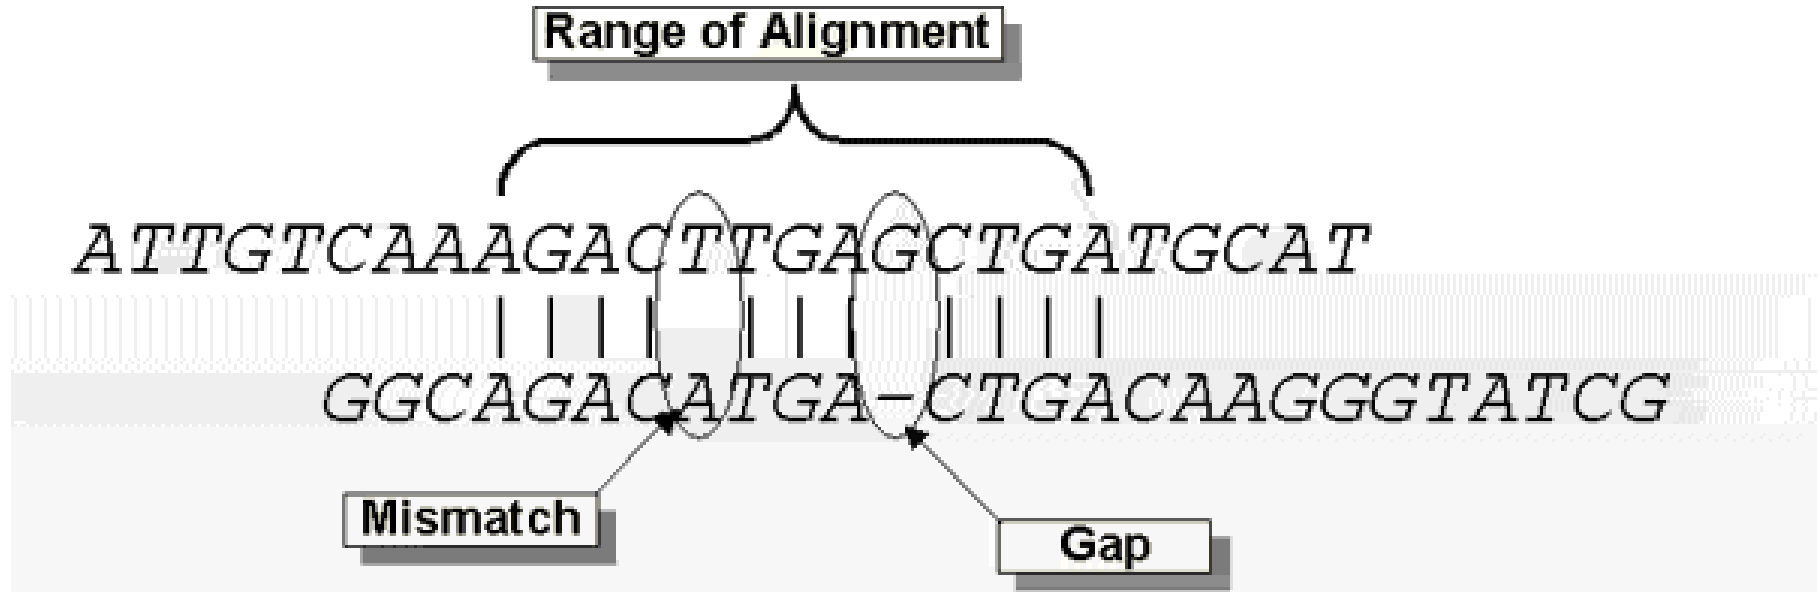 Range of Alignment
ATTGTCAAAGACTTGAGCTGATGCAT
GGCAGACATGA-CTGACAAGGGTATCG
Mismatch
Gap